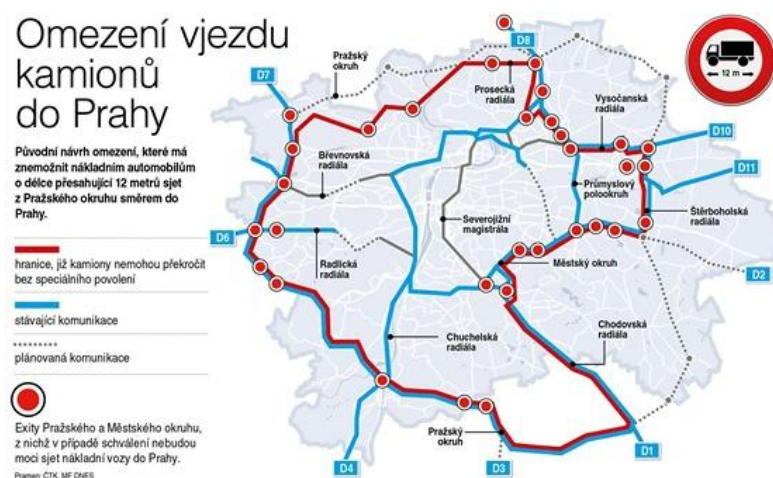 Omezení vjezdu
kamionů
do Prahy
Původní návrh omezení, které má
znemožnit nákladním automobilům
o délce přesahující 12 metrů sjet
z Pražského okruhu směrem do
Prahy.
hranice, již kamiony nemohou překročit
bez speciálního povolení
stávající komunikace
plánovaná komunikace
Exity Pražského a Městského okruhu,
z nichž v případě schválení nebudou
moci sjet nákladní vozy do Prahy.
Pramen: ČTK, MF DNES
D7
Pražský
okruh
D8
Prosecká
radiála
Vysočanská
radiála
12 m
D10
D11
Břevnovská
radiála
Průmyslový
polookruh
Štěrboholská
radiála
Severojižní
magistrála
D6
Radlická
radiála
Městský okruh
D2
Chuchelská
radiála
Chodovská
radiála
Pražský
okruh
D4
D3
D1